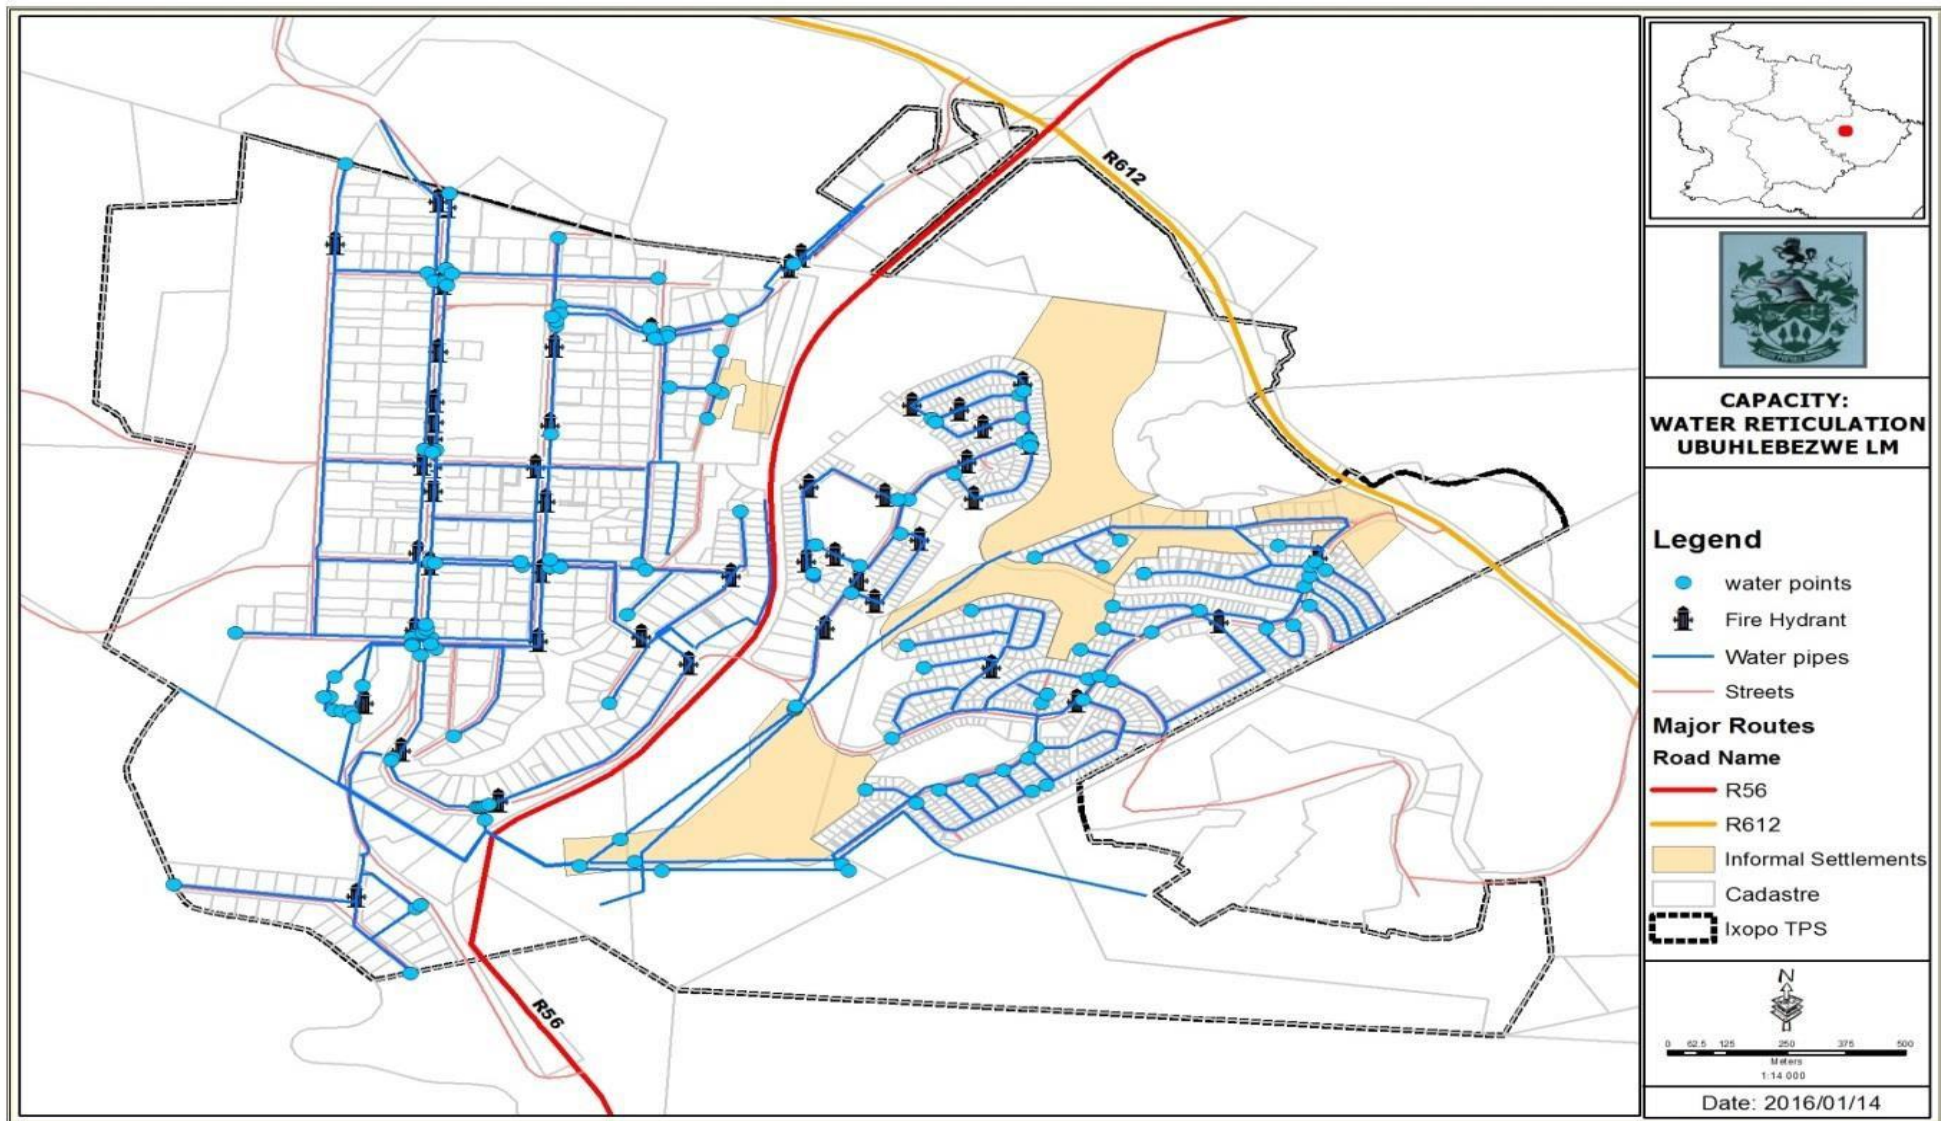 R612
R56
CAPACITY:
WATER RETICULATION
UBUHLEBEZWE LM
Legend
water points
Fire Hydrant
Water pipes
Streets
Major Routes
Road Name
R56
R612
Informal Settlements
Cadastre
Ixopo TPS
N
0 62.5 125 250 375 500
Meters
1:14 000
Date: 2016/01/14